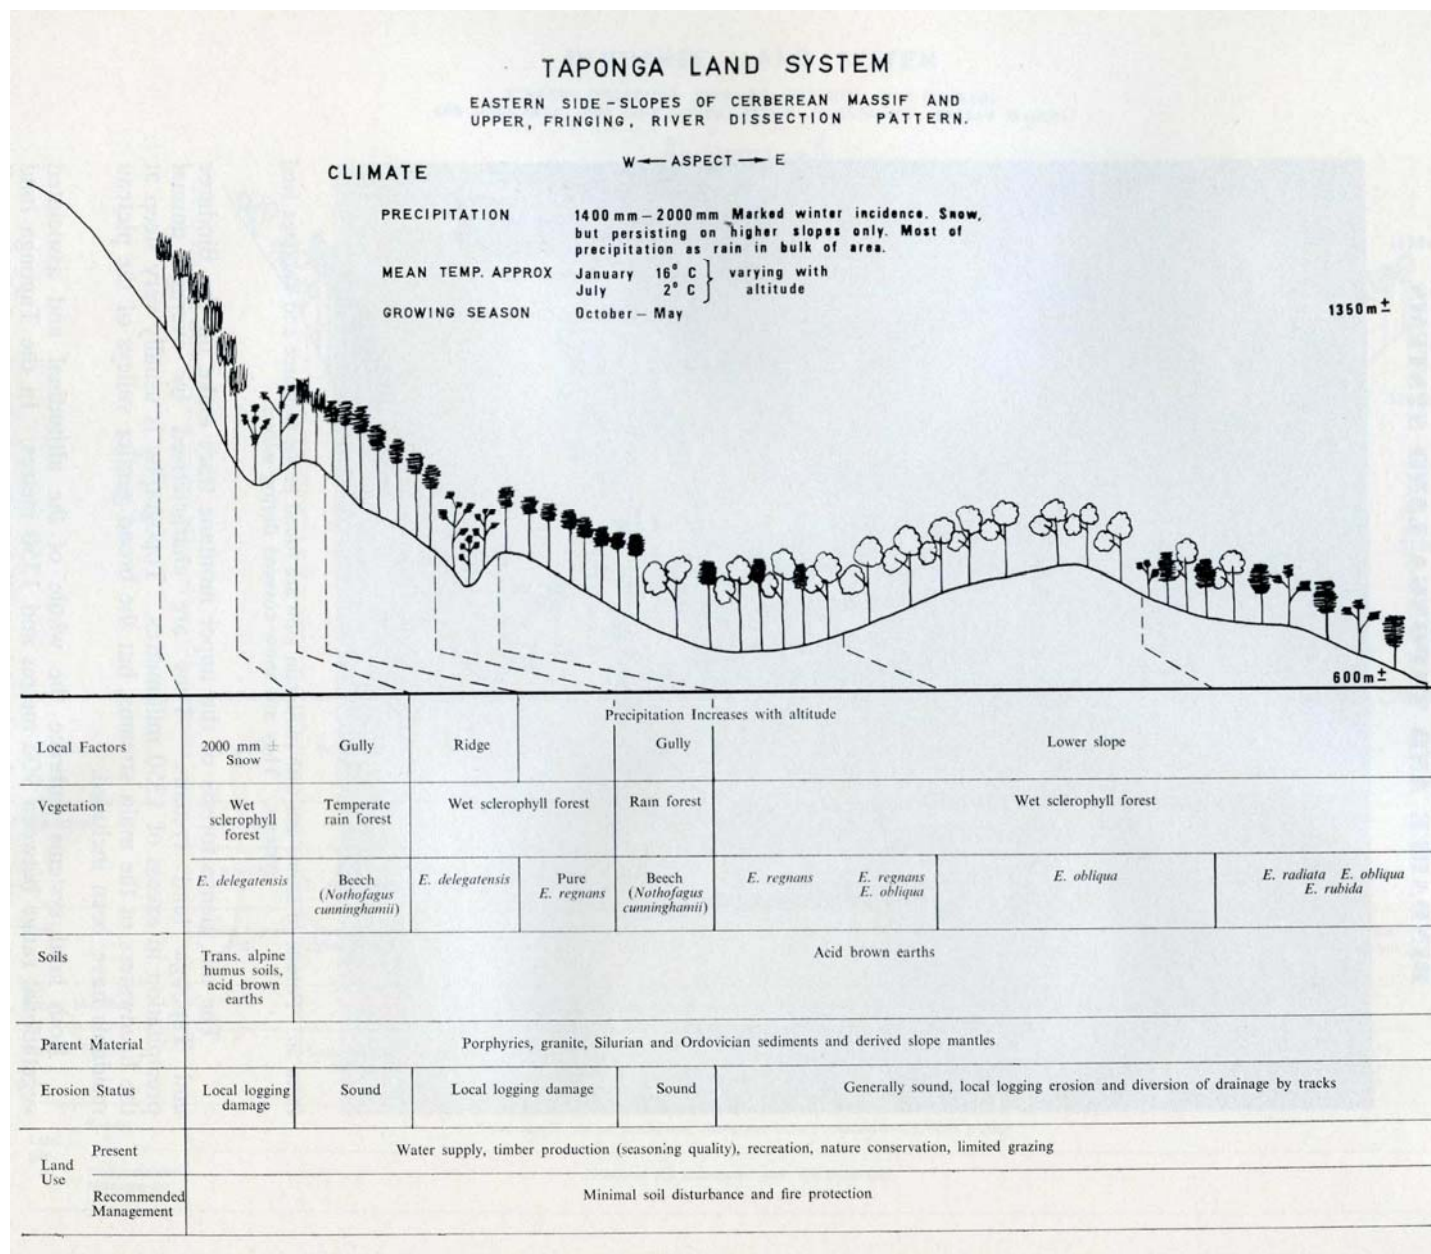 TAPONGA LAND SYSTEM
EASTERN SIDE-SLOPES OF CERBEREAN MASSIF AND
UPPER, FRINGING, RIVER DISSECTION PATTERN.
W ← ASPECT → E
CLIMATE
PRECIPITATION 1400 mm – 2000 mm Marked winter incidence. Snow,
but persisting on higher slopes only. Most of
precipitation as rain in bulk of area.
MEAN TEMP. APPROX January 16° C } varying with
July 2° C altitude
GROWING SEASON October – May
1350 m ±
600 m ±
Precipitation Increases with altitude
Local Factors 2000 mm ± Gully Ridge Gully Lower slope
Snow
Vegetation Wet Temperate Wet sclerophyll forest Rain forest Wet sclerophyll forest
sclerophyll rain forest
forest
E. delegatensis Beech E. delegatensis Pure Beech E. regnans E. regnans E. obliqua E. radiata E. obliqua
(Nothofagus E. regnans (Nothofagus E. obliqua E. rubida
cunninghamii) cunninghamii)
Soils Trans. alpine Acid brown earths
humus soils,
acid brown
earths
Parent Material Porphyries, granite, Silurian and Ordovician sediments and derived slope mantles
Erosion Status Local logging Sound Local logging damage Sound Generally sound, local logging erosion and diversion of drainage by tracks
damage
Land Use Present Water supply, timber production (seasoning quality), recreation, nature conservation, limited grazing
Recommended Minimal soil disturbance and fire protection
Management